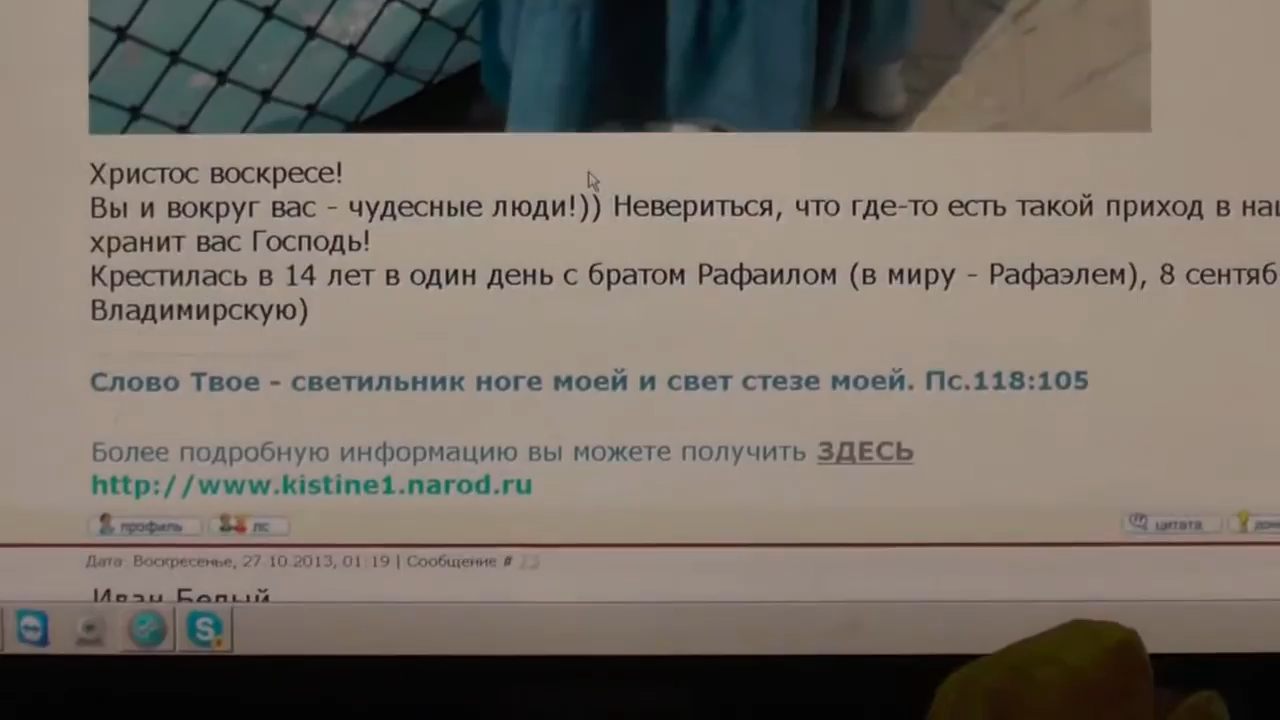 Христос воскресе!
Вы и вокруг вас - чудесные люди!)) Невериться, что где-то есть такой приход в
хранит вас Господь!
Крестилась в 14 лет в один день с братом Рафаилом (в миру - Рафаэлем), 8 сентяб
Владимирскую)
Слово Твое - светильник ноге моей и свет стезе моей. Пс.118:105
Более подробную информацию вы можете получить ЗДЕСЬ
http://www.kistine1.narod.ru
профиль лс цитата
Дата: Воскресенье, 27.10.2013, 01:19 | Сообщение #
Иван Белый